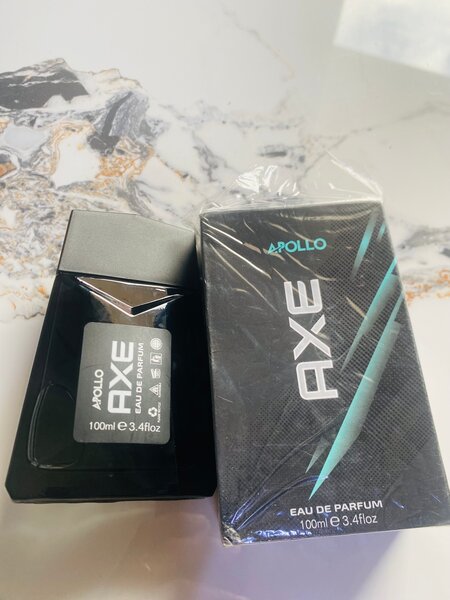 APOLLO
AXE
EAU DE PARFUM
100ml e 3.4floz
APOLLO
AXE
EAU DE PARFUM
100ml e 3.4floz